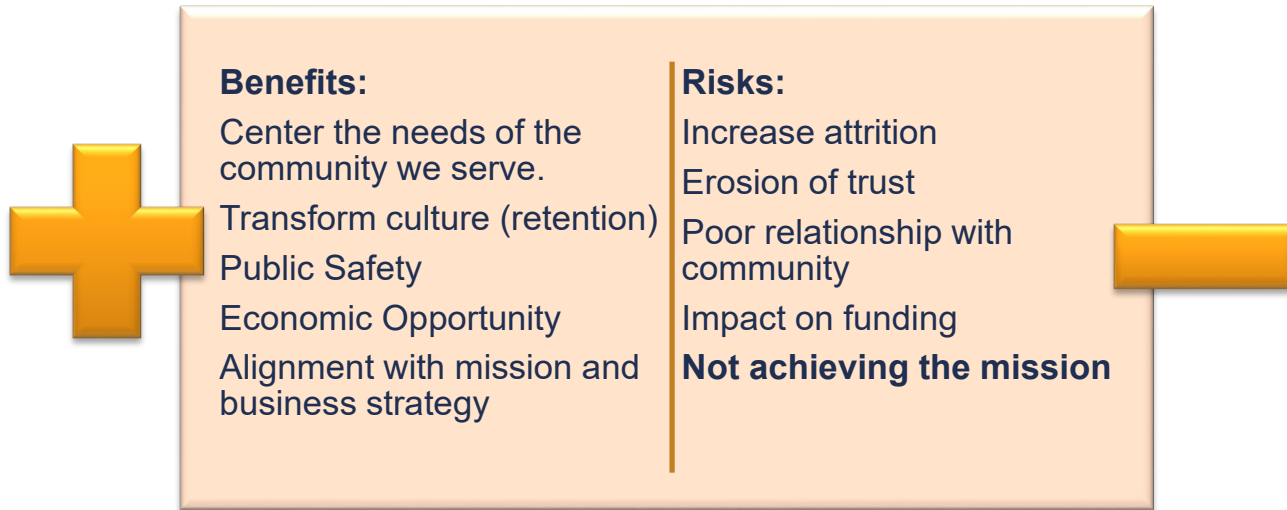 Benefits:
Center the needs of the
community we serve.
Transform culture (retention)
Public Safety
Economic Opportunity
Alignment with mission and
business strategy
Risks:
Increase attrition
Erosion of trust
Poor relationship with
community
Impact on funding
Not achieving the mission